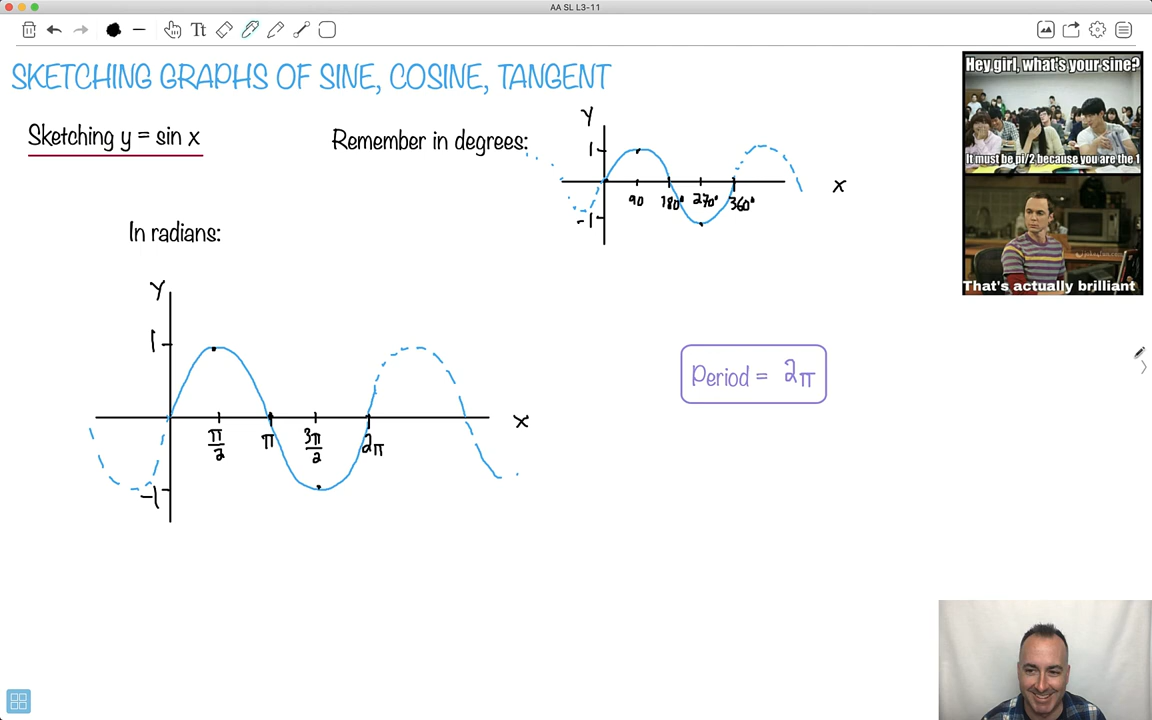 AA SL L3-11
Tt
SKETCHING GRAPHS OF SINE, COSINE, TANGENT
Sketching y = sin x
Remember in degrees:
Y
1
-1
90
180°
270°
360°
X
Hey girl, what's your sine?
It must be pi/2 because you are the 1
That's actually brilliant
In radians:
Y
1
-1
π/2
π
3π/2
2π
X
Period = 2π